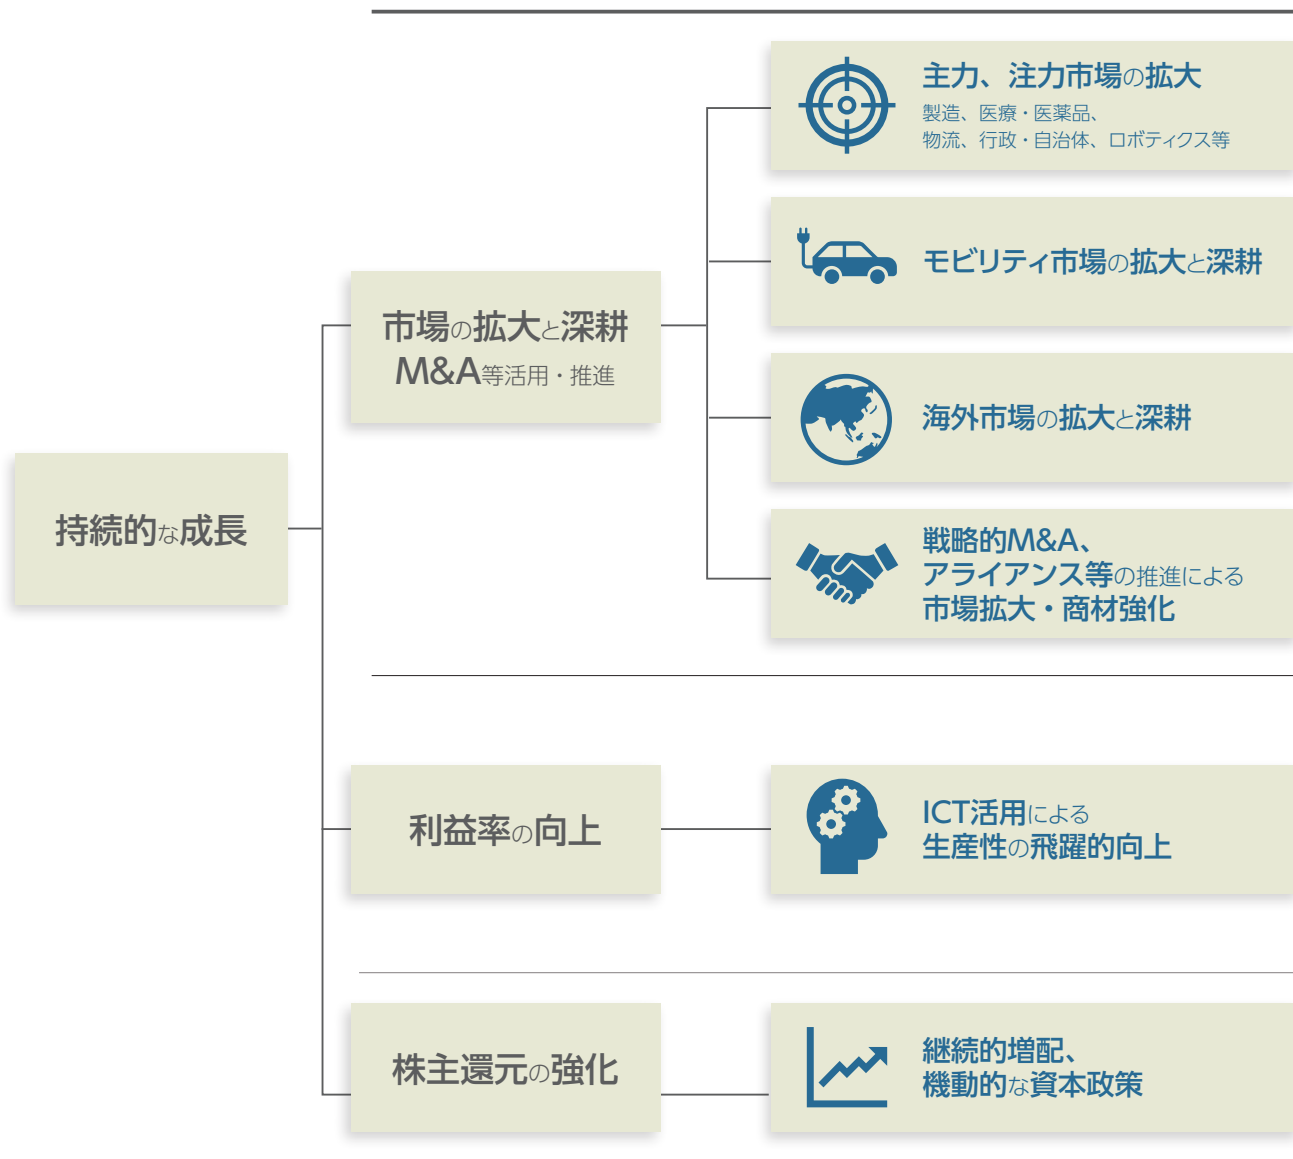 持続的な成長
市場の拡大と深耕
M&A等活用・推進
主力、注力市場の拡大
製造、医療・医薬品、
物流、行政・自治体、ロボティクス等
モビリティ市場の拡大と深耕
海外市場の拡大と深耕
戦略的M&A、
アライアンス等の推進による
市場拡大・商材強化
利益率の向上
ICT活用による
生産性の飛躍的向上
株主還元の強化
継続的増配、
機動的な資本政策